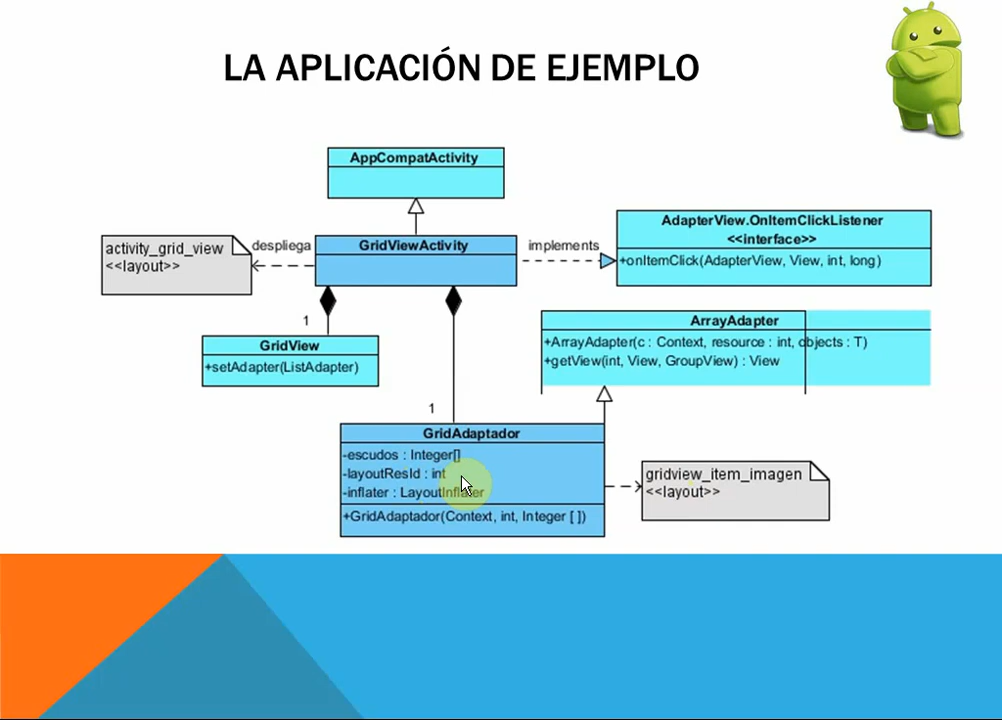 LA APLICACIÓN DE EJEMPLO
AppCompatActivity
activity_grid_view
<<layout>>
despliega
GridViewActivity
implements
AdapterView.OnItemClickListener
<<interface>>
+onItemClick(AdapterView, View, int, long)
1
GridView
+setAdapter(ListAdapter)
ArrayAdapter
+ArrayAdapter(c : Context, resource : int, objects : T)
+getView(int, View, GroupView) : View
1
GridAdaptador
-escudos : Integer[]
-layoutResId : int
-inflater : LayoutInflater
+GridAdaptador(Context, int, Integer [ ])
gridview_item_imagen
<<layout>>